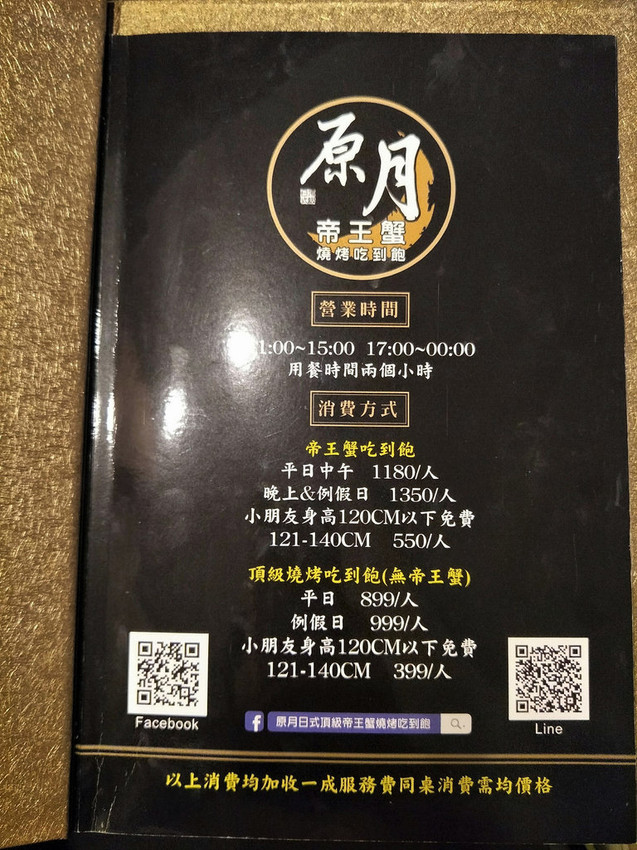 原月
帝王蟹
燒烤吃到飽
營業時間
1:00~15:00 17:00~00:00
用餐時間兩個小時
消費方式
帝王蟹吃到飽
平日中午 1180/人
晚上&例假日 1350/人
小朋友身高120CM以下免費
121-140CM 550/人
頂級燒烤吃到飽(無帝王蟹)
平日 899/人
例假日 999/人
小朋友身高120CM以下免費
121-140CM 399/人
Facebook
f 原月日式頂級帝王蟹燒烤吃到飽
Line
以上消費均加收一成服務費同桌消費需均價格